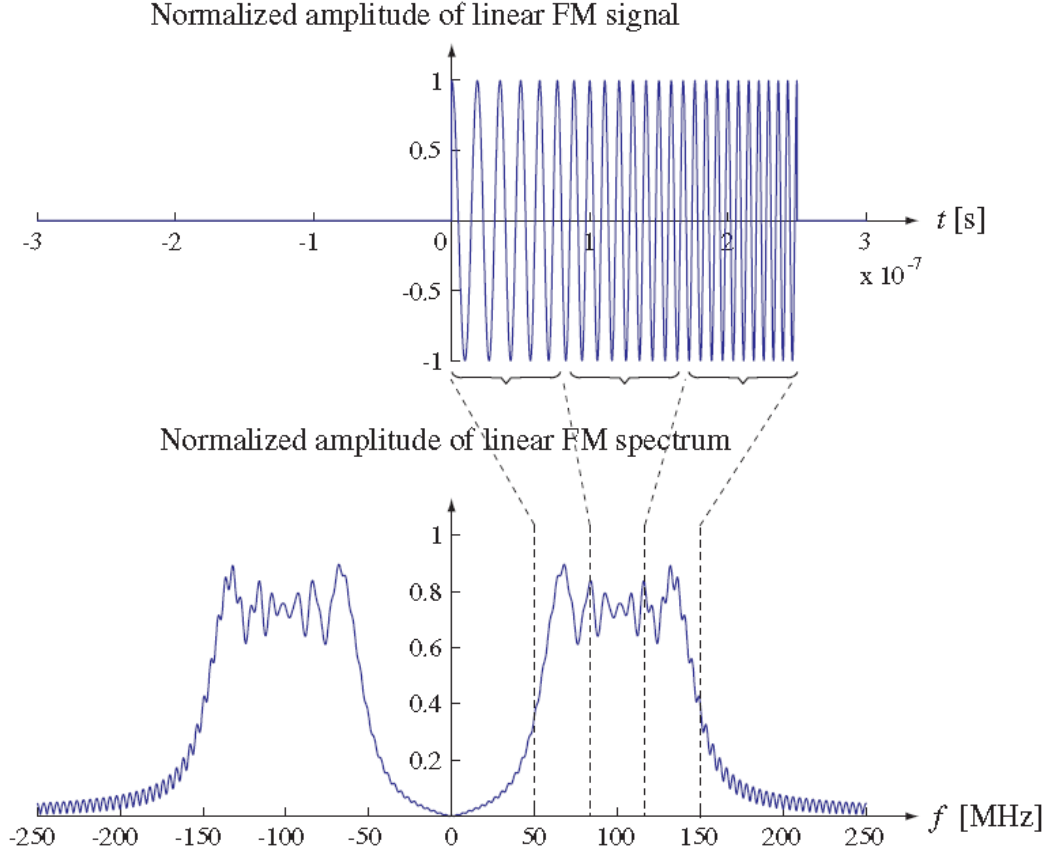 Normalized amplitude of linear FM signal
1
0.5
-3 -2 -1 0 1 2 3 t [s]
x 10-7
-0.5
-1
Normalized amplitude of linear FM spectrum
1
0.8
0.6
0.4
0.2
-250 -200 -150 -100 -50 0 50 100 150 200 250 f [MHz]